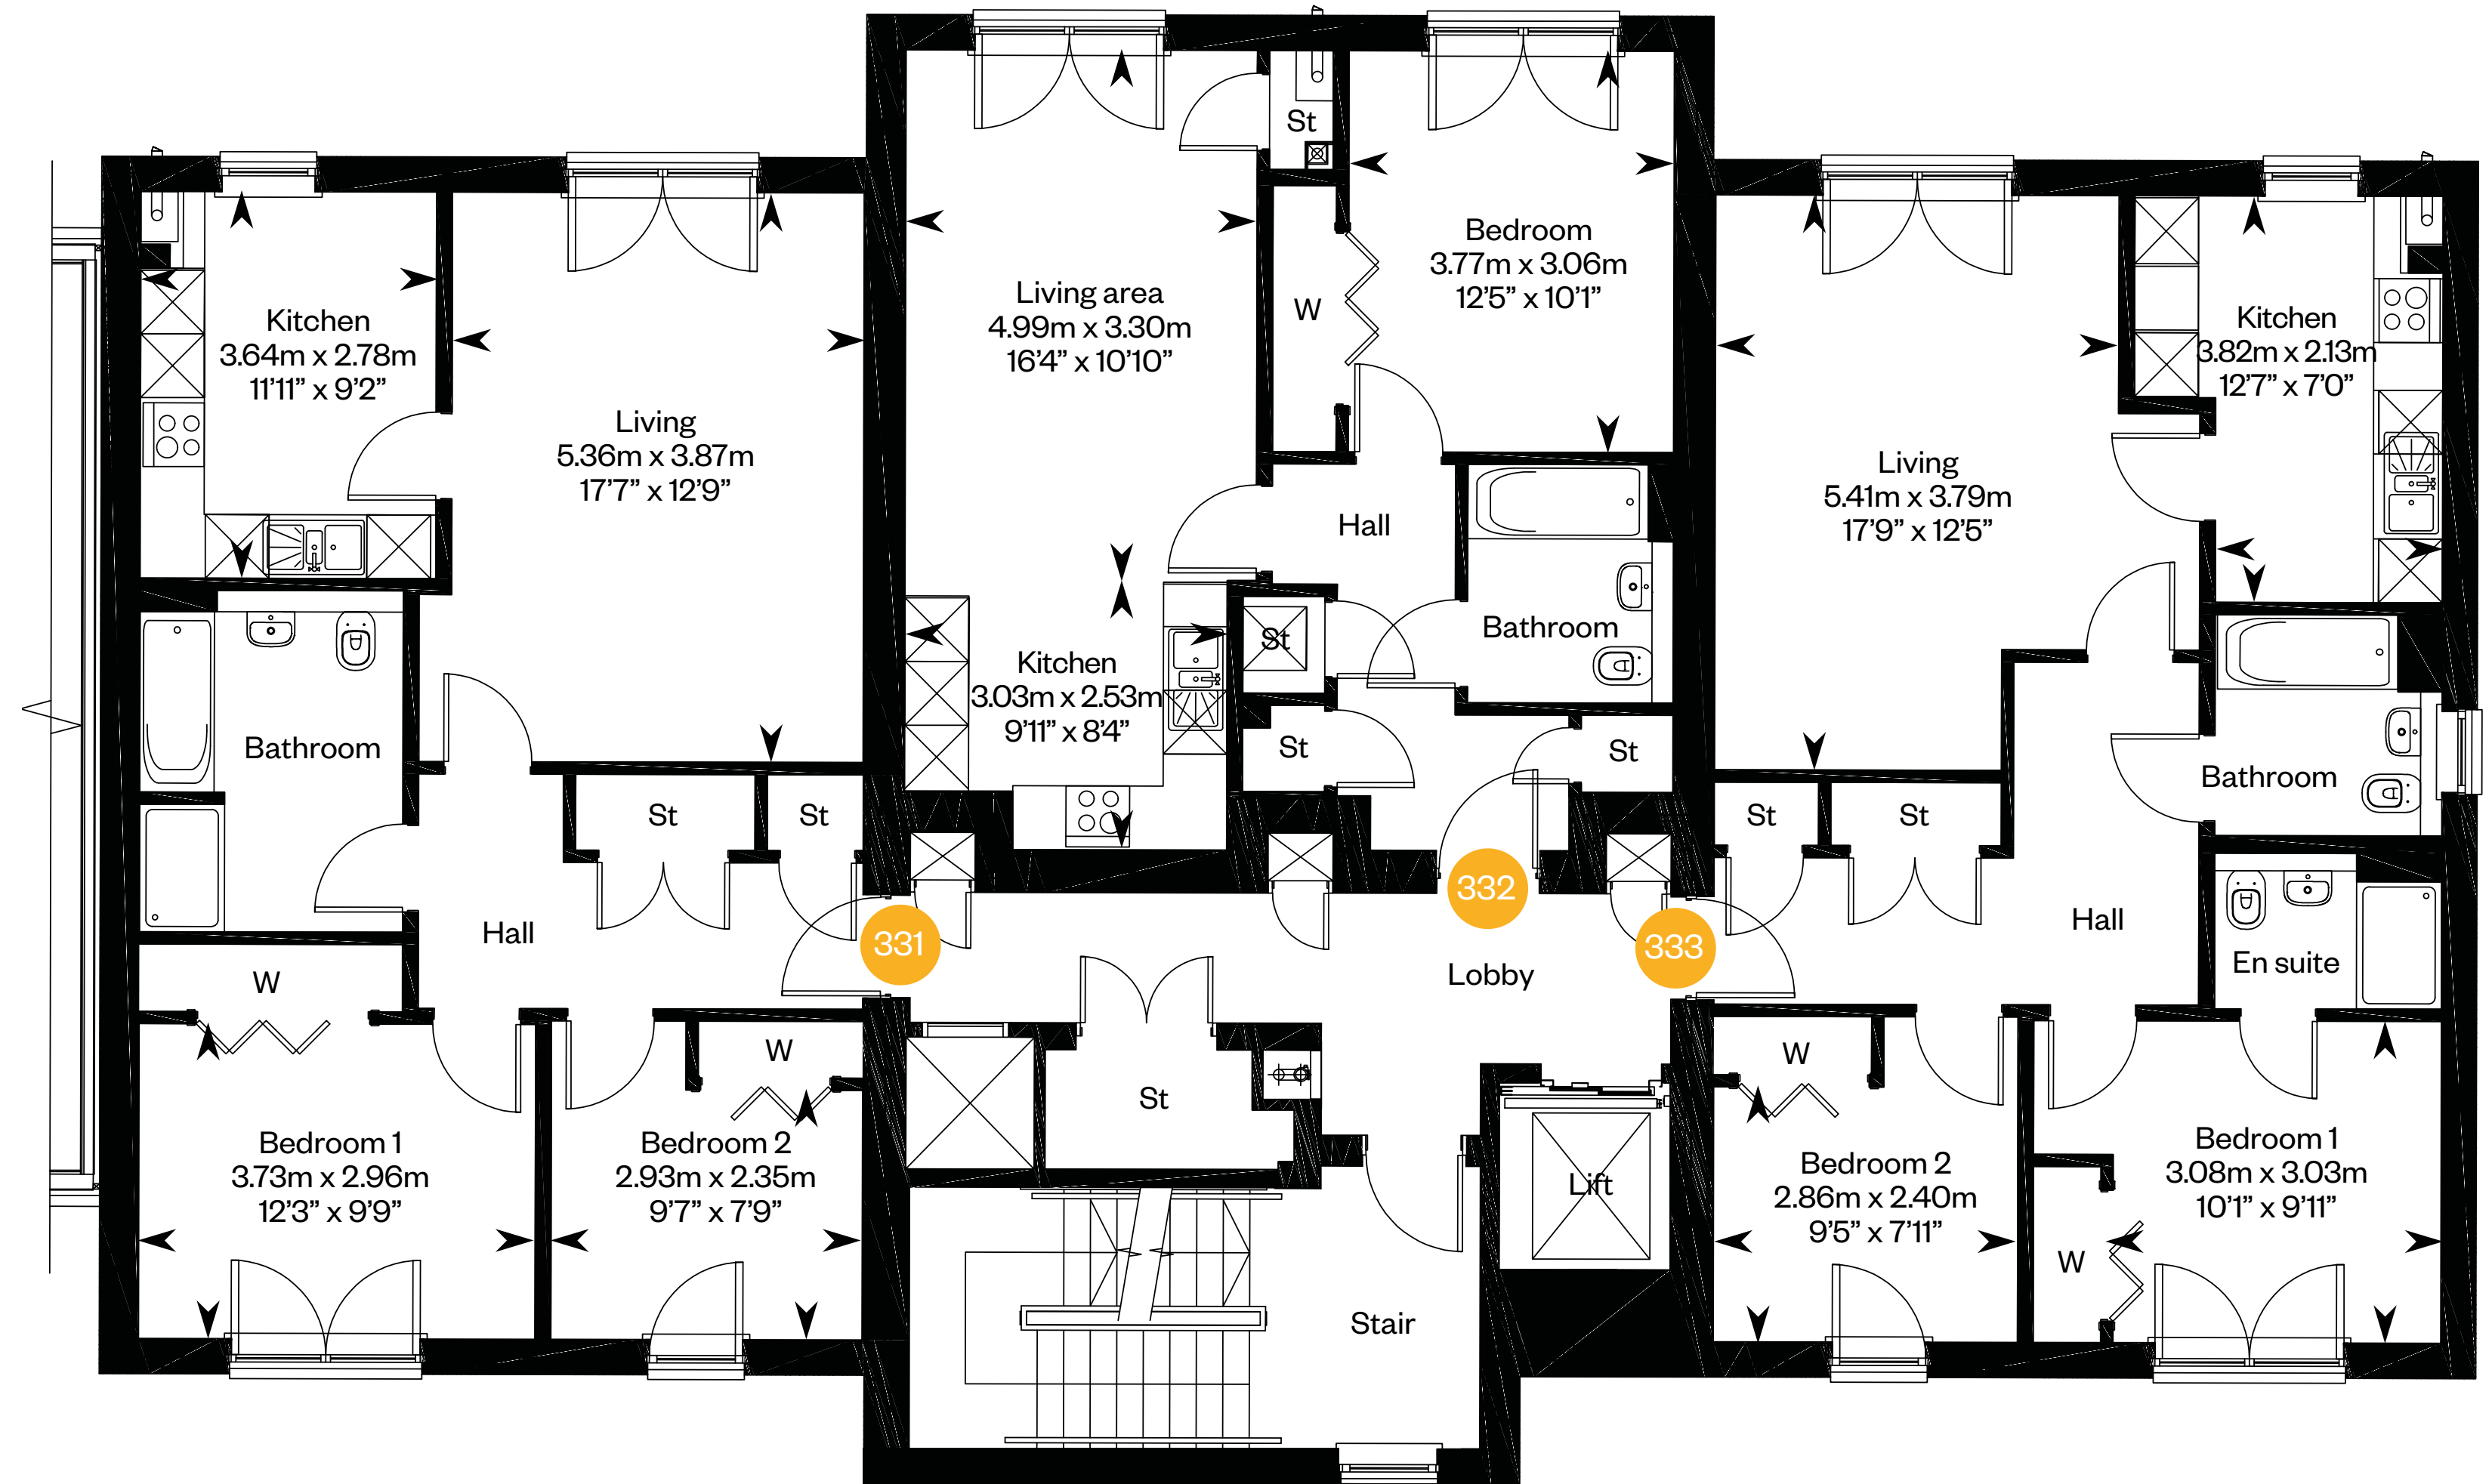 St
Bedroom
3.77m x 3.06m
12’5” x 10’1”
Living area
4.99m x 3.30m
16’4” x 10’10”
W
Kitchen
3.64m x 2.78m
11’11” x 9’2”
Kitchen
3.82m x 2.13m
12’7” x 7’0”
Living
5.36m x 3.87m
17’7” x 12’9”
Living
5.41m x 3.79m
17’9” x 12’5”
Hall
Bathroom
St
Kitchen
3.03m x 2.53m
9’11” x 8’4”
Bathroom
St
St
Bathroom
St
St
St
St
332
Hall
331
333
Hall
Lobby
En suite
W
W
W
St
Bedroom 1
3.73m x 2.96m
12’3” x 9’9”
Bedroom 2
2.93m x 2.35m
9’7” x 7’9”
Lift
Bedroom 2
2.86m x 2.40m
9’5” x 7’11”
Bedroom 1
3.08m x 3.03m
10’1” x 9’11”
W
Stair